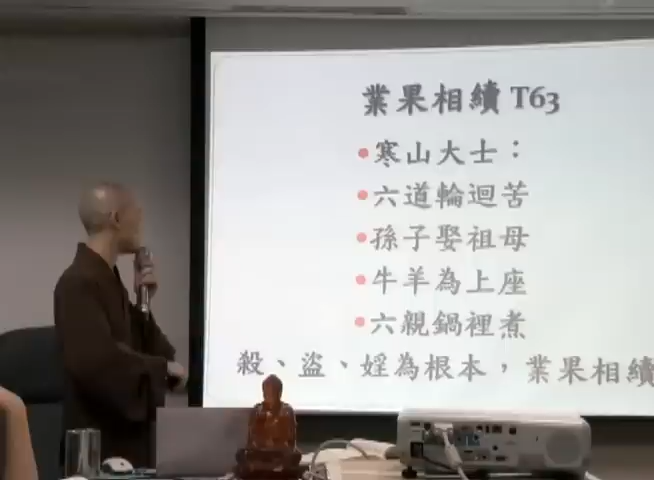 業果相續 T63
•寒山大士：
•六道輪迴苦
•孫子娶祖母
•牛羊為上座
•六親鍋裡煮
殺、盜、婬為根本，業果相續